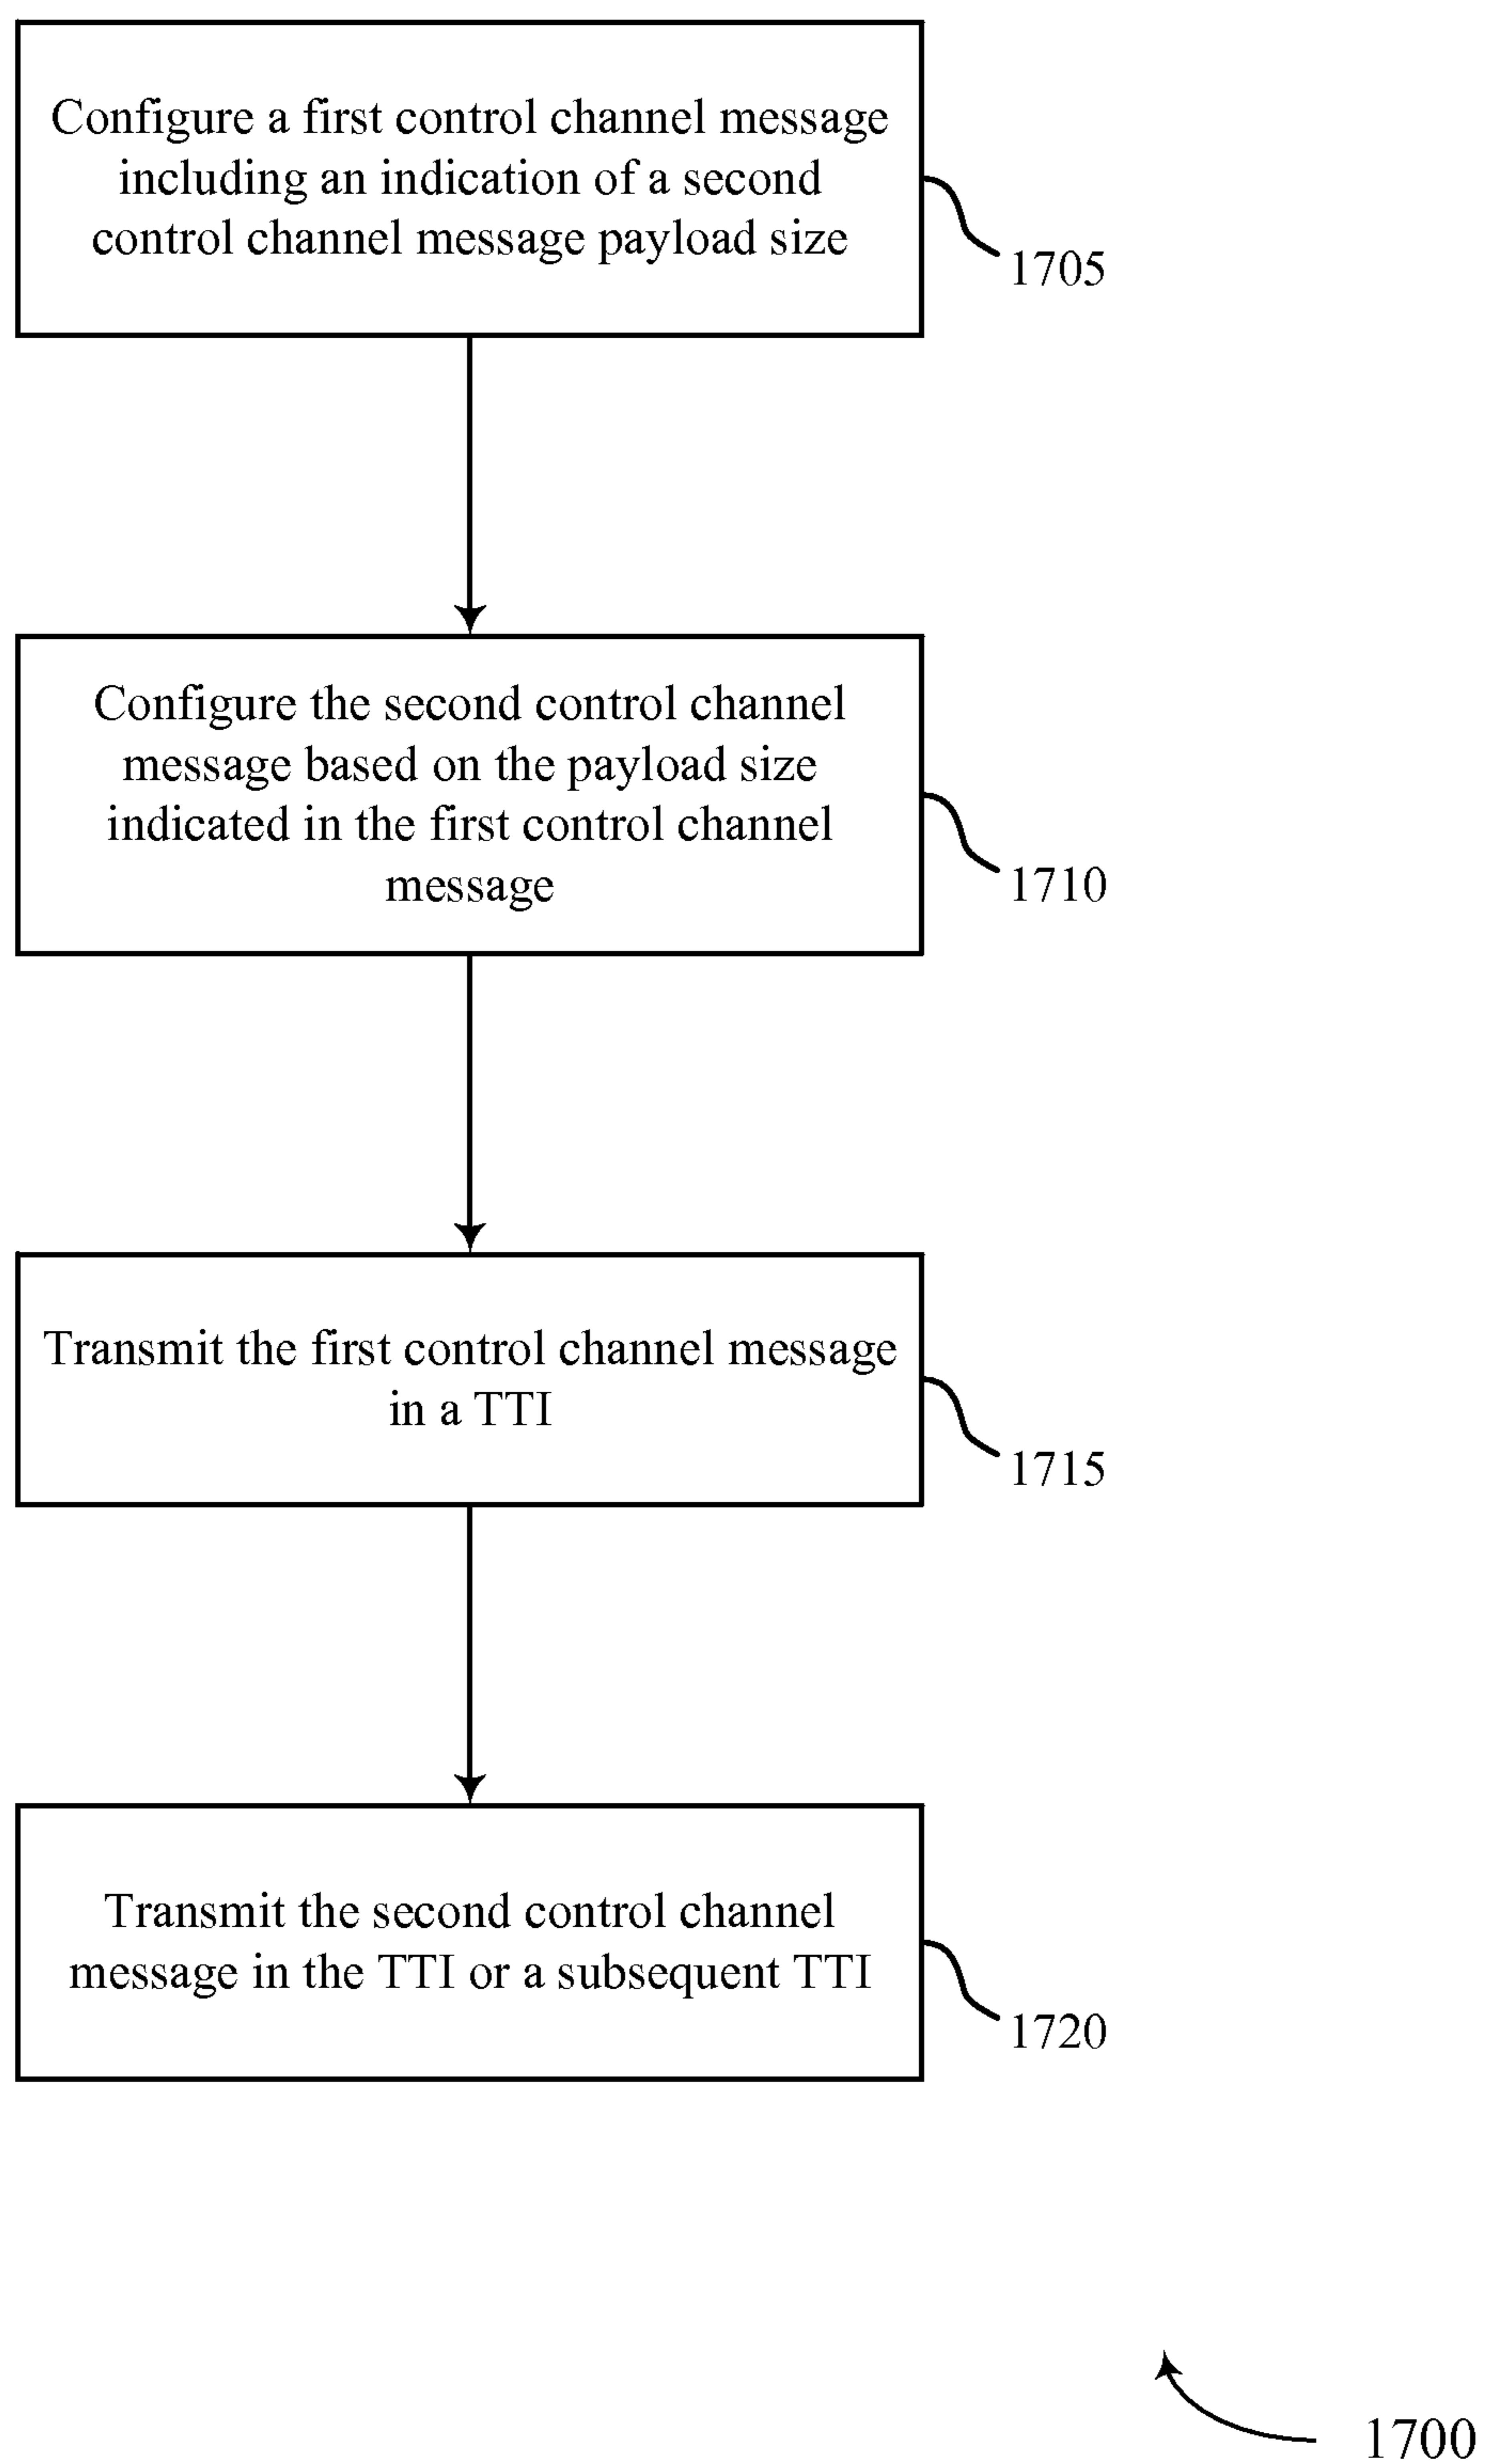 Configure a first control channel message
including an indication of a second
control channel message payload size
1705
Configure the second control channel
message based on the payload size
indicated in the first control channel
message
1710
Transmit the first control channel message
in a TTI
1715
Transmit the second control channel
message in the TTI or a subsequent TTI
1720
1700